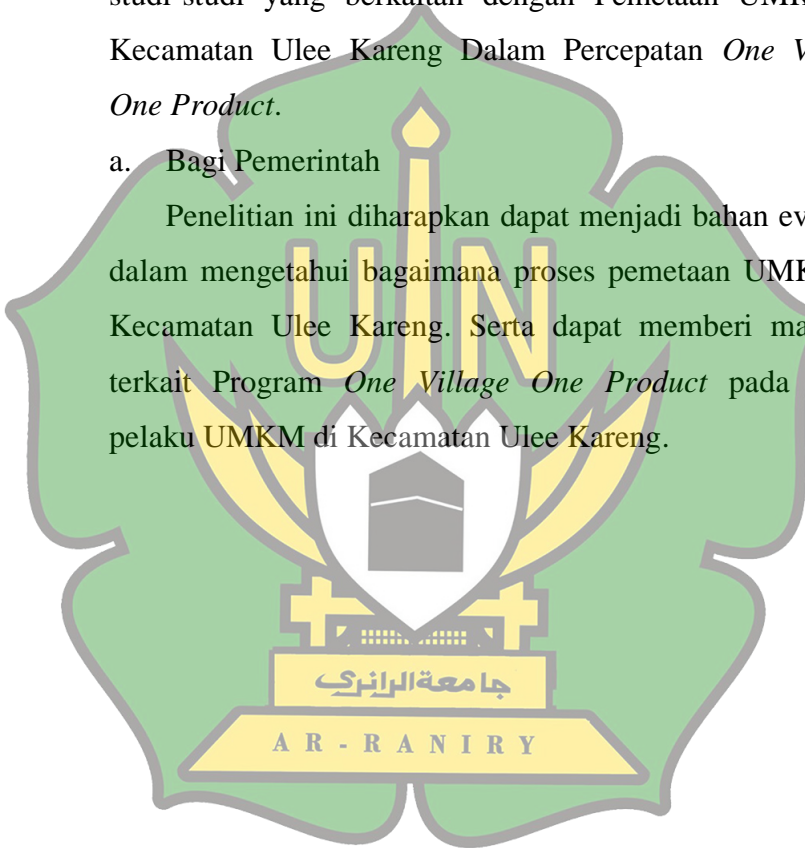 studi-studi yang berkaitan dengan Pemetaan UMK
Kecamatan Ulee Kareng Dalam Percepatan One V
One Product.
a. Bagi Pemerintah
Penelitian ini diharapkan dapat menjadi bahan ev
dalam mengetahui bagaimana proses pemetaan UMK
Kecamatan Ulee Kareng. Serta dapat memberi ma
terkait Program One Village One Product pada
pelaku UMKM di Kecamatan Ulee Kareng.
UIN
جامعةالرانري
AR-RANIRY